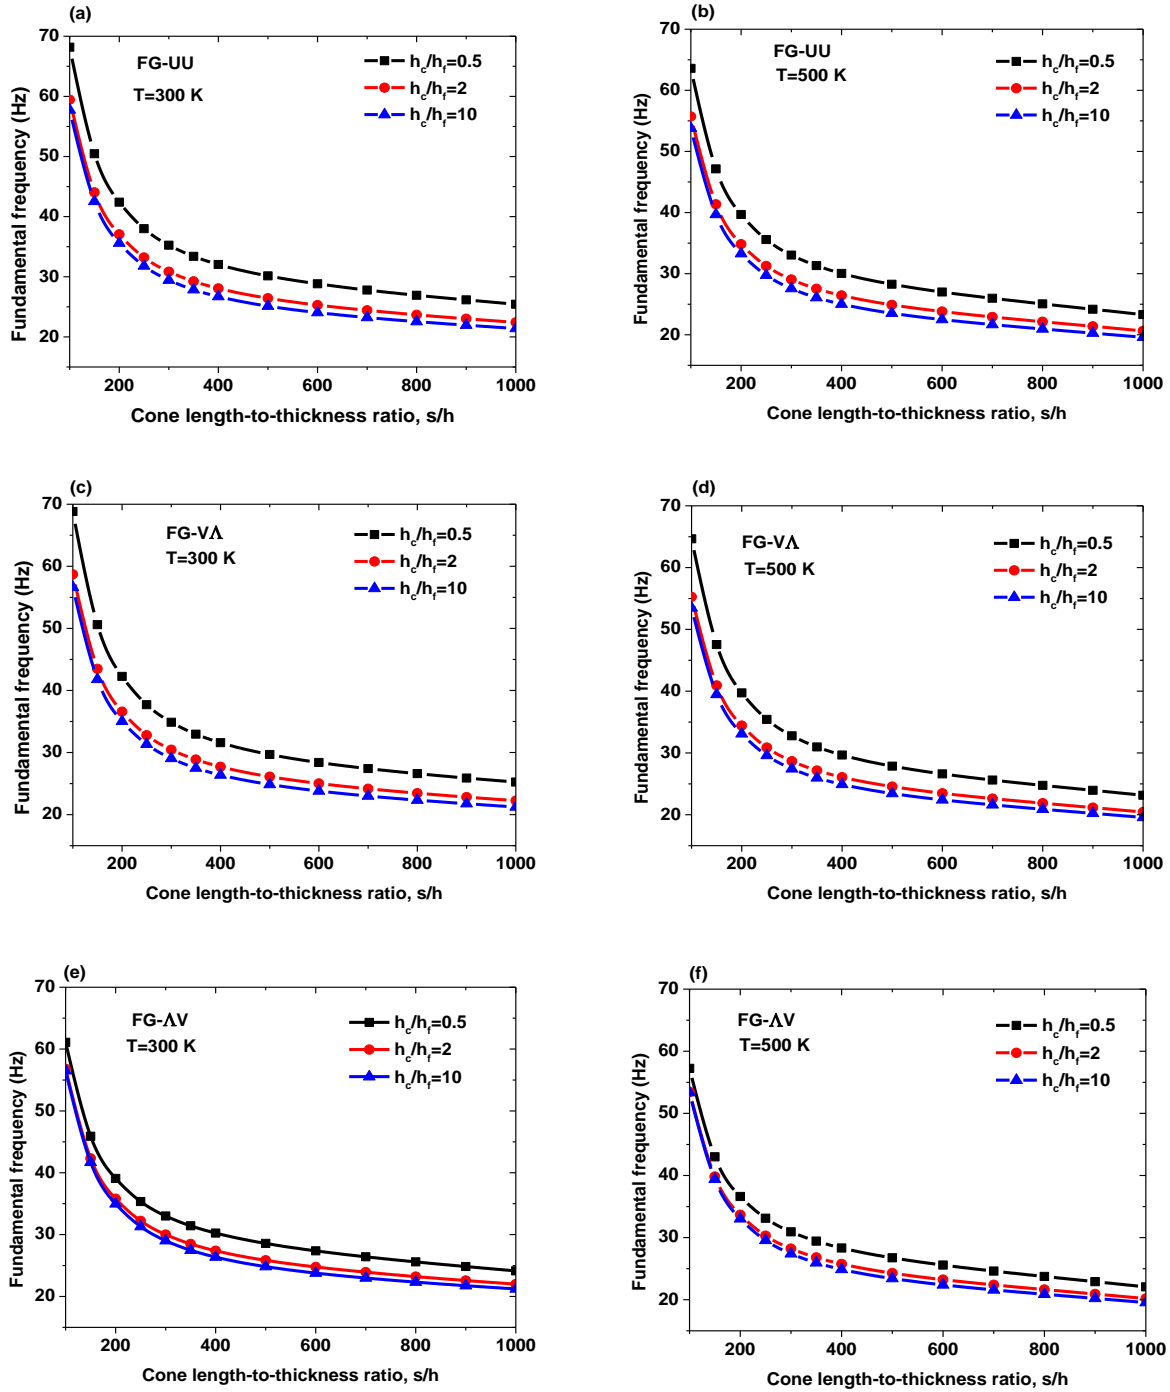 (a)
FG-UU
T=300 K
h_c/h_f=0.5
h_c/h_f=2
h_c/h_f=10
70
60
50
40
30
20
200 400 600 800 1000
Fundamental frequency (Hz)
Cone length-to-thickness ratio, s/h
(b)
FG-UU
T=500 K
h_c/h_f=0.5
h_c/h_f=2
h_c/h_f=10
70
60
50
40
30
20
200 400 600 800 1000
Fundamental frequency (Hz)
Cone length-to-thickness ratio, s/h
(c)
FG-VΛ
T=300 K
h_c/h_f=0.5
h_c/h_f=2
h_c/h_f=10
70
60
50
40
30
20
200 400 600 800 1000
Fundamental frequency (Hz)
Cone length-to-thickness ratio, s/h
(d)
FG-VΛ
T=500 K
h_c/h_f=0.5
h_c/h_f=2
h_c/h_f=10
70
60
50
40
30
20
200 400 600 800 1000
Fundamental frequency (Hz)
Cone length-to-thickness ratio, s/h
(e)
FG-ΛV
T=300 K
h_c/h_f=0.5
h_c/h_f=2
h_c/h_f=10
70
60
50
40
30
20
200 400 600 800 1000
Fundamental frequency (Hz)
Cone length-to-thickness ratio, s/h
(f)
FG-ΛV
T=500 K
h_c/h_f=0.5
h_c/h_f=2
h_c/h_f=10
70
60
50
40
30
20
200 400 600 800 1000
Fundamental frequency (Hz)
Cone length-to-thickness ratio, s/h